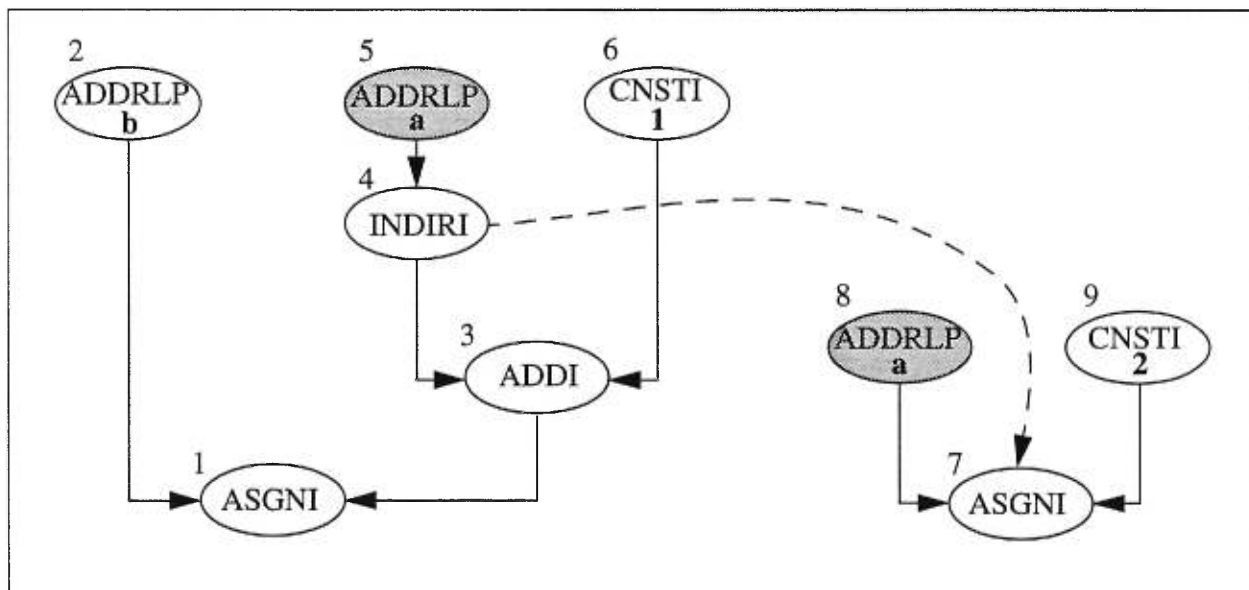 2
ADDRLP
b
5
ADDRLP
a
6
CNSTI
1
4
INDIRI
3
ADDI
8
ADDRLP
a
9
CNSTI
2
1
ASGNI
7
ASGNI